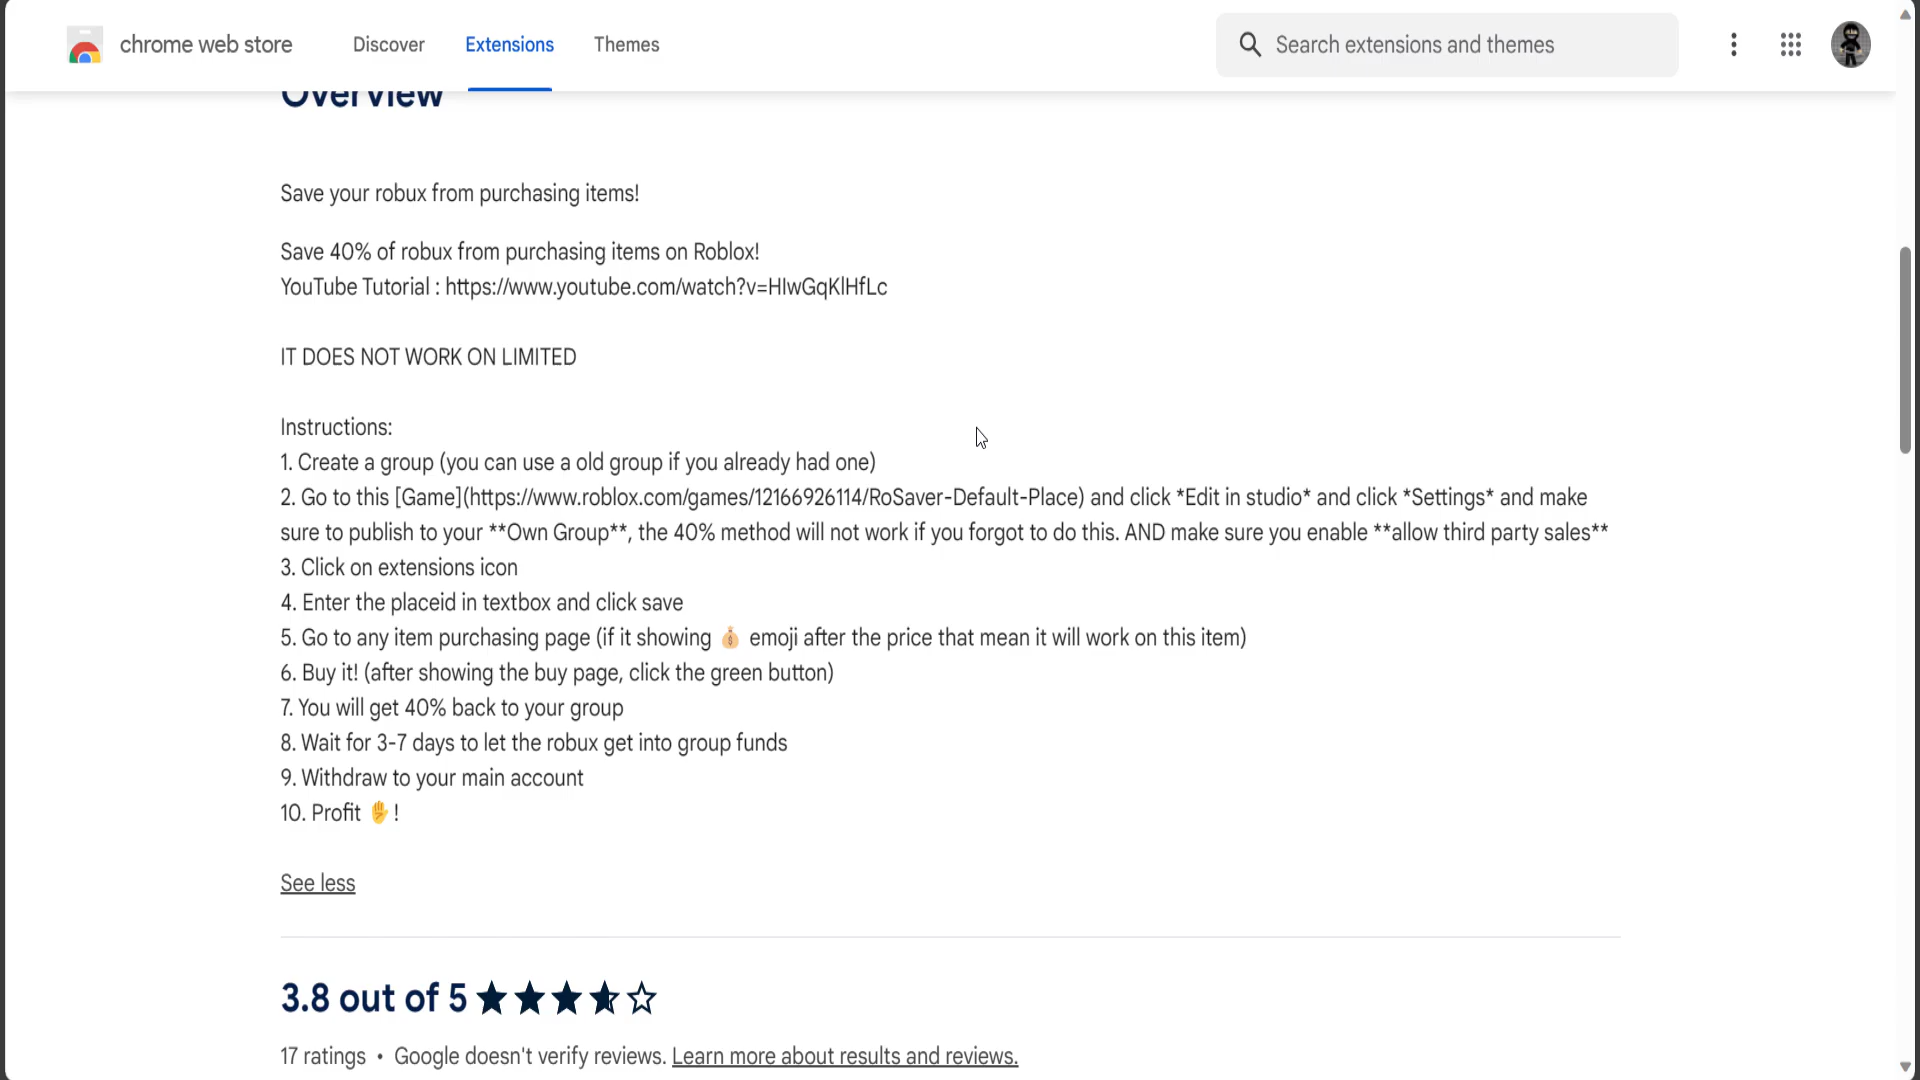 chrome web store
Discover
Extensions
Themes
Search extensions and themes
Overview
Save your robux from purchasing items!
Save 40% of robux from purchasing items on Roblox!
YouTube Tutorial : https://www.youtube.com/watch?v=HIwGqKlHfLc
IT DOES NOT WORK ON LIMITED
Instructions:
1. Create a group (you can use a old group if you already had one)
2. Go to this [Game](https://www.roblox.com/games/12166926114/RoSaver-Default-Place) and click *Edit in studio* and click *Settings* and make
sure to publish to your **Own Group**, the 40% method will not work if you forgot to do this. AND make sure you enable **allow third party sales**
3. Click on extensions icon
4. Enter the placeid in textbox and click save
5. Go to any item purchasing page (if it showing 💰 emoji after the price that mean it will work on this item)
6. Buy it! (after showing the buy page, click the green button)
7. You will get 40% back to your group
8. Wait for 3-7 days to let the robux get into group funds
9. Withdraw to your main account
10. Profit 🤚 !
See less
3.8 out of 5
17 ratings • Google doesn't verify reviews. Learn more about results and reviews.